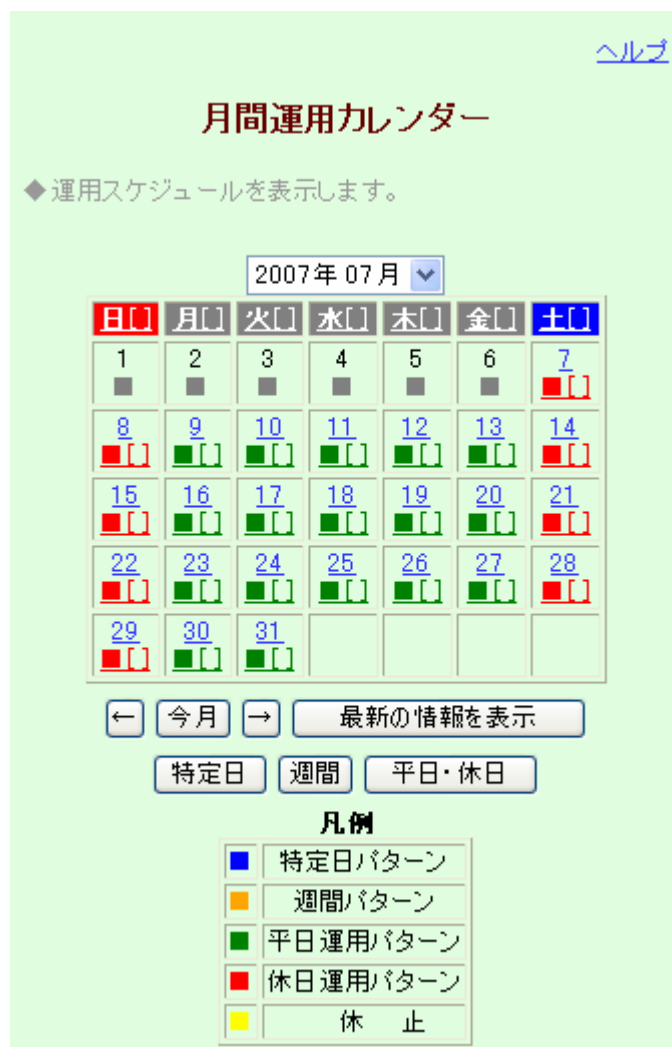 ヘルプ
月間運用カレンダー
◆運用スケジュールを表示します。
2007年 07月
日[] 月[] 火[] 水[] 木[] 金[] 土[]
1 2 3 4 5 6 7
■ ■ ■ ■ ■ ■ ■[]
8 9 10 11 12 13 14
■[] ■[] ■[] ■[] ■[] ■[] ■[]
15 16 17 18 19 20 21
■[] ■[] ■[] ■[] ■[] ■[] ■[]
22 23 24 25 26 27 28
■[] ■[] ■[] ■[] ■[] ■[] ■[]
29 30 31
■[] ■[] ■[]
← 今月 → 最新の情報を表示
特定日 週間 平日・休日
凡例
■ 特定日パターン
■ 週間パターン
■ 平日運用パターン
■ 休日運用パターン
■ 休 止